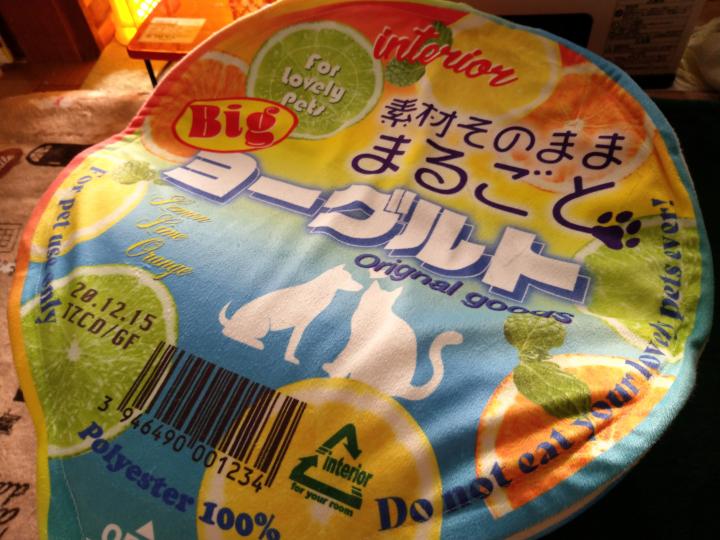 interior
For
Lovely
Pets
Big
素材そのまま
まるごと
ヨーグルト
Orignal goods
For pet use only
Lemon
Lime
Orange
20.12.15
TZCD/GF
3 946490 001234
interior
for your room
Polyester 100%
Do not eat your lovely pets ever!